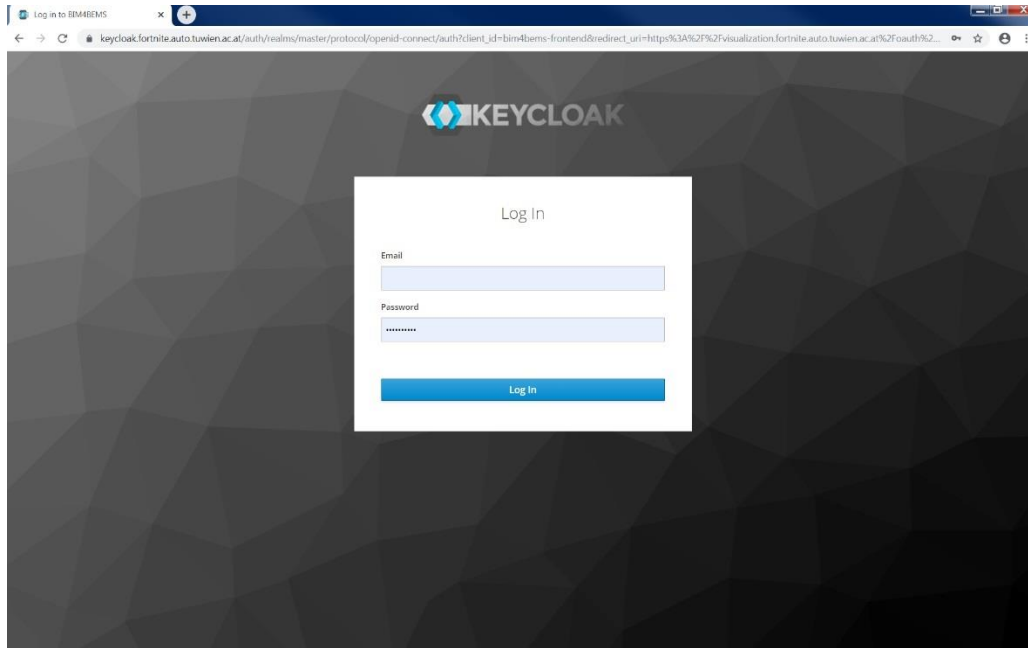 Log in to BIM4BEMS
keycloak.fortnite.auto.tuwien.ac.at/auth/realms/master/protocol/openid-connect/auth?client_id=bim4bems-frontend&redirect_uri=https%3A%2F%2Fvisualization.fortnite.auto.tuwien.ac.at%2Foauth%2...
KEYCLOAK
Log In
Email
Password
••••••••••
Log In